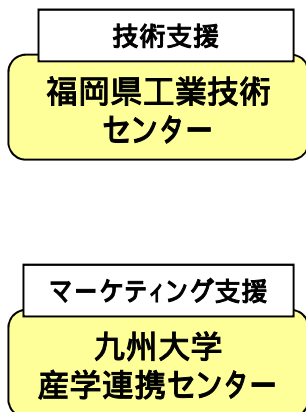 技術支援
福岡県工業技術
センター
マーケティング支援
九州大学
産学連携センター